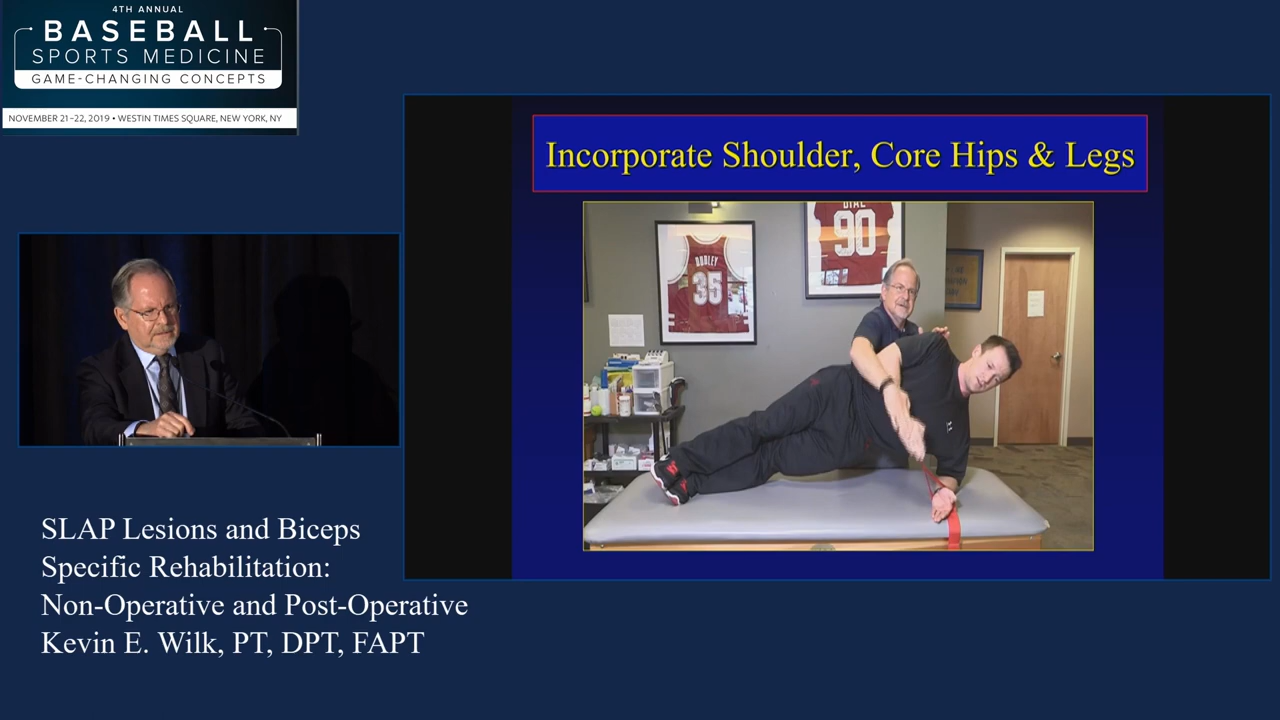 4TH ANNUAL
BASEBALL
SPORTS MEDICINE
GAME-CHANGING CONCEPTS
NOVEMBER 21-22, 2019 • WESTIN TIMES SQUARE, NEW YORK, NY
Incorporate Shoulder, Core Hips & Legs
35
90
SLAP Lesions and Biceps
Specific Rehabilitation:
Non-Operative and Post-Operative
Kevin E. Wilk, PT, DPT, FAPT